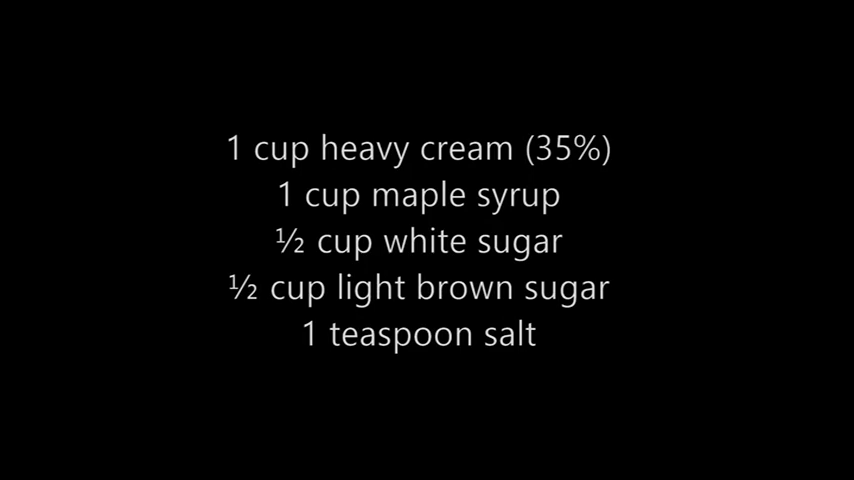 1 cup heavy cream (35%)
1 cup maple syrup
½ cup white sugar
½ cup light brown sugar
1 teaspoon salt